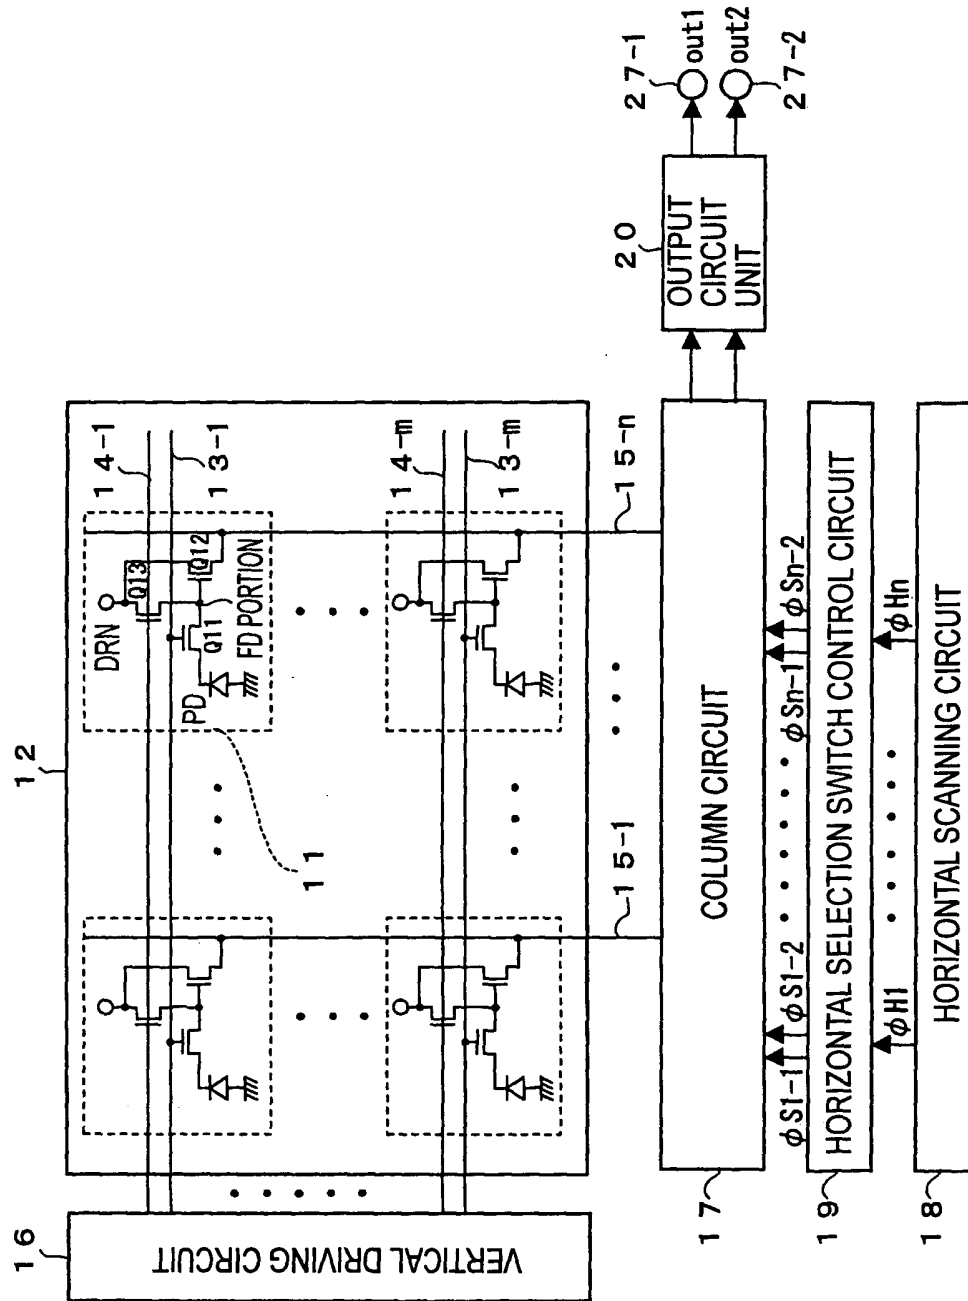 16
VERTICAL DRIVING CIRCUIT
12
DRN
Q13
Q12
Q11
FD PORTION
PD
11
14-1
13-1
14-m
13-m
15-1
15-n
17
COLUMN CIRCUIT
20
OUTPUT
CIRCUIT
UNIT
27-1
out1
out2
27-2
φS1-1
φS1-2
φSn-1
φSn-2
19
HORIZONTAL SELECTION SWITCH CONTROL CIRCUIT
φH1
φHn
18
HORIZONTAL SCANNING CIRCUIT